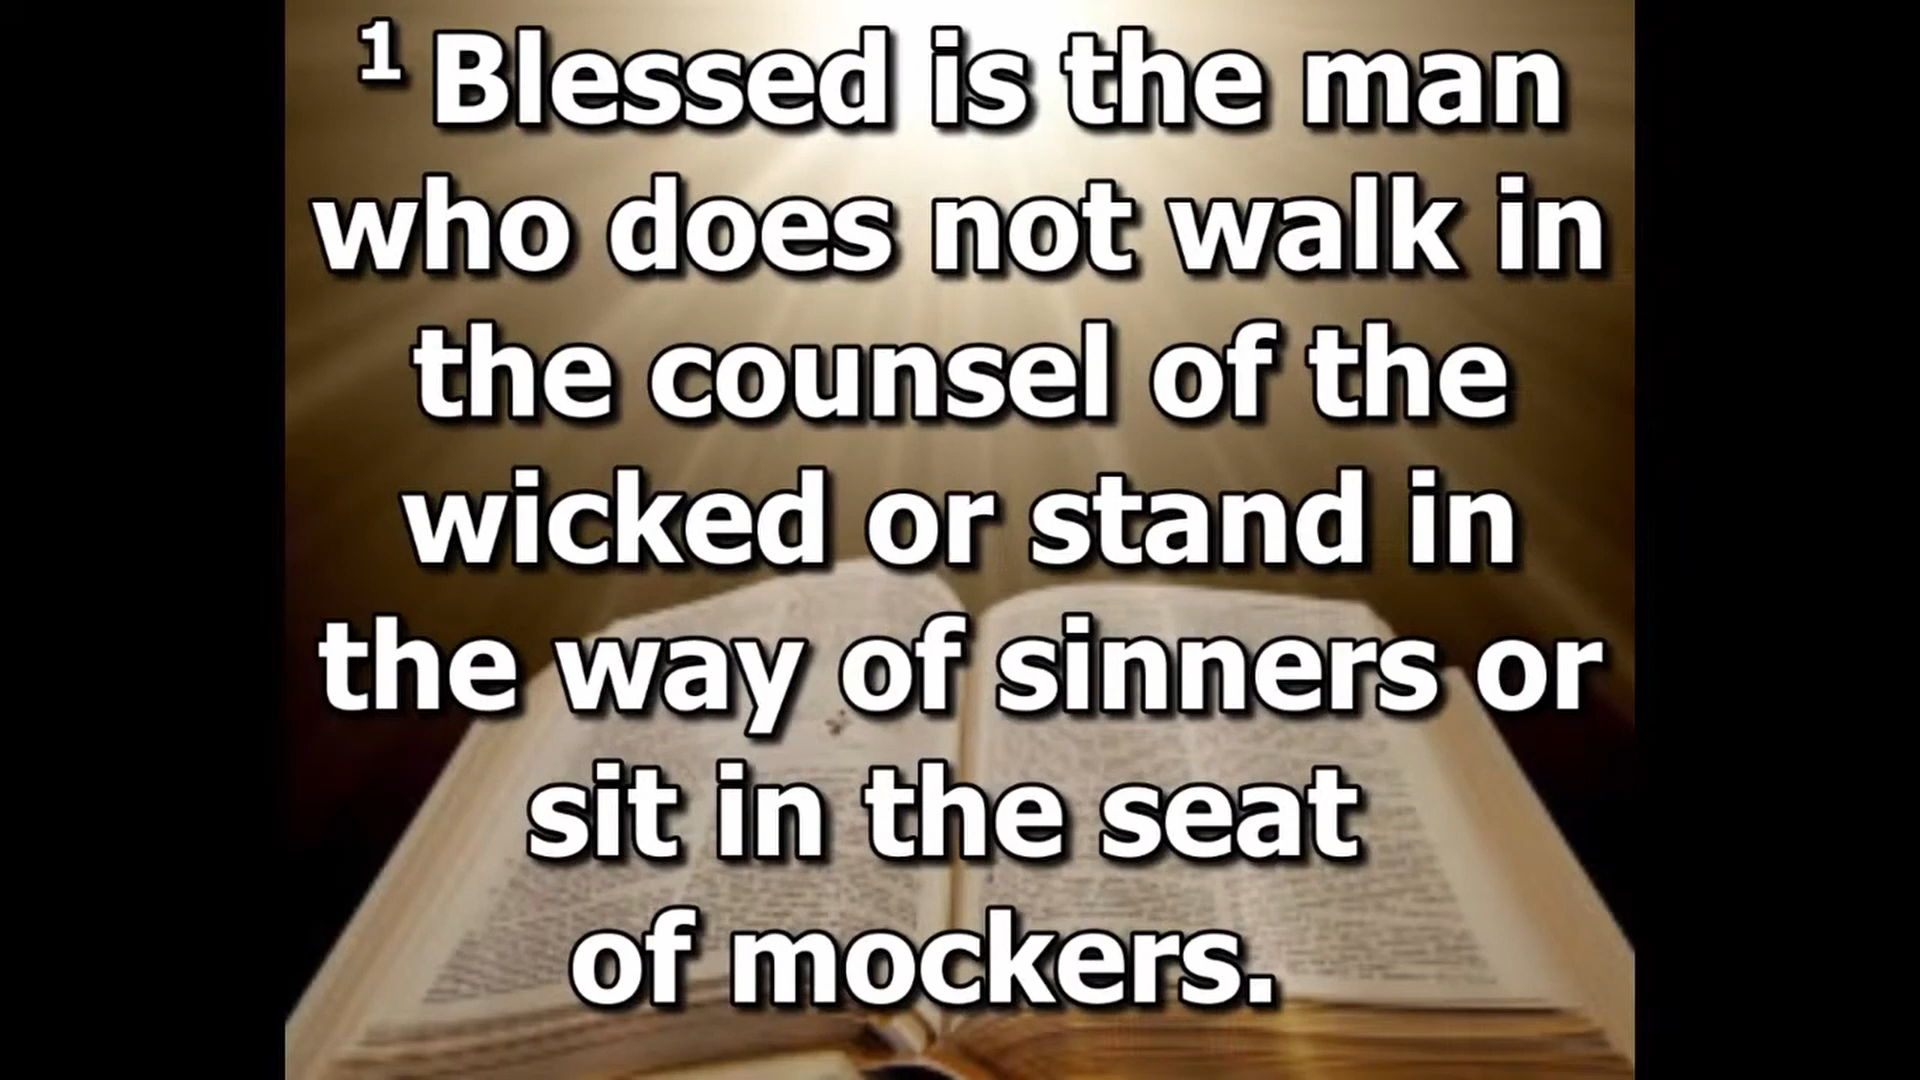 1 Blessed is the man
who does not walk in
the counsel of the
wicked or stand in
the way of sinners or
sit in the seat
of mockers.